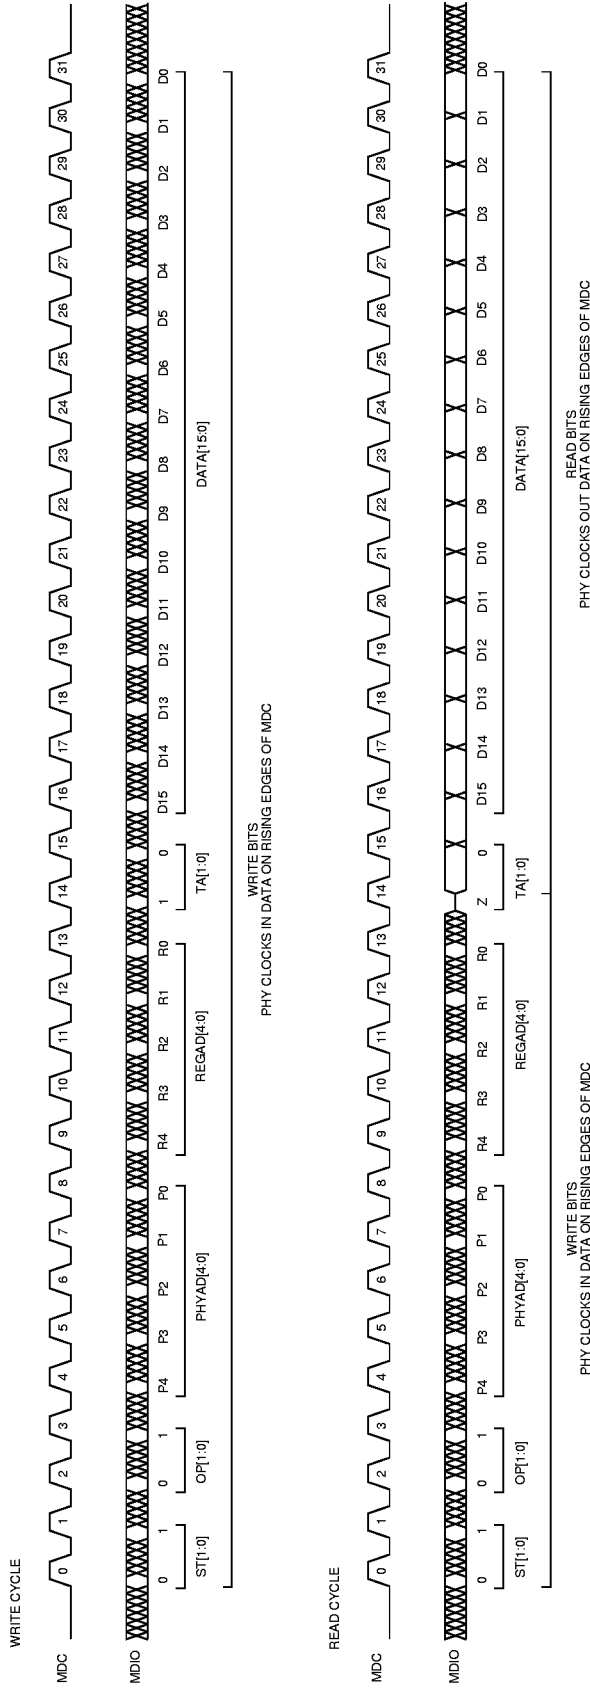 WRITE CYCLE
MDC 0 1 2 3 4 5 6 7 8 9 10 11 12 13 14 15 16 17 18 19 20 21 22 23 24 25 26 27 28 29 30 31
MDIO
0 1 0 1 P4 P3 P2 P1 P0 R4 R3 R2 R1 R0 1 0 D15 D14 D13 D12 D11 D10 D9 D8 D7 D6 D5 D4 D3 D2 D1 D0
ST[1:0] OP[1:0] PHYAD[4:0] REGAD[4:0] TA[1:0] DATA[15:0]
WRITE BITS
PHY CLOCKS IN DATA ON RISING EDGES OF MDC
READ CYCLE
MDC 0 1 2 3 4 5 6 7 8 9 10 11 12 13 14 15 16 17 18 19 20 21 22 23 24 25 26 27 28 29 30 31
MDIO
0 1 0 1 P4 P3 P2 P1 P0 R4 R3 R2 R1 R0 Z 0 D15 D14 D13 D12 D11 D10 D9 D8 D7 D6 D5 D4 D3 D2 D1 D0
ST[1:0] OP[1:0] PHYAD[4:0] REGAD[4:0] TA[1:0] DATA[15:0]
WRITE BITS
PHY CLOCKS IN DATA ON RISING EDGES OF MDC
READ BITS
PHY CLOCKS OUT DATA ON RISING EDGES OF MDC